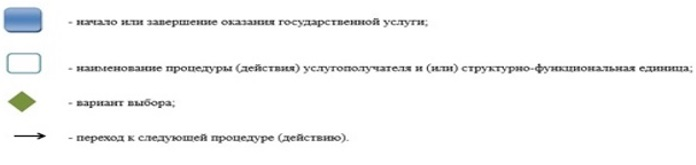 - начало или завершение оказания государственной услуги;
- наименование процедуры (действия) услугополучателя и (или) структурно-функциональная единица;
- вариант выбора;
- переход к следующей процедуре (действию).